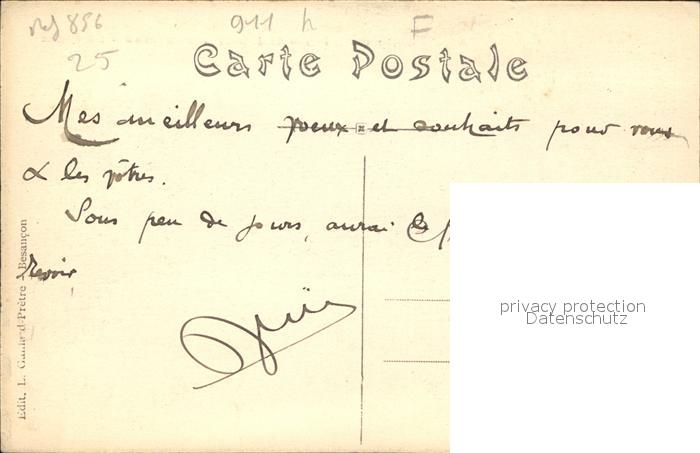 856
911 h
F
25
Carte Postale
Mes meilleurs voeux et souhaits pour vous
& les vôtres.
Sous peu de jours, aurai le
revoir
Edit. L. Gaillard-Prêtre - Besançon
privacy protection
Datenschutz